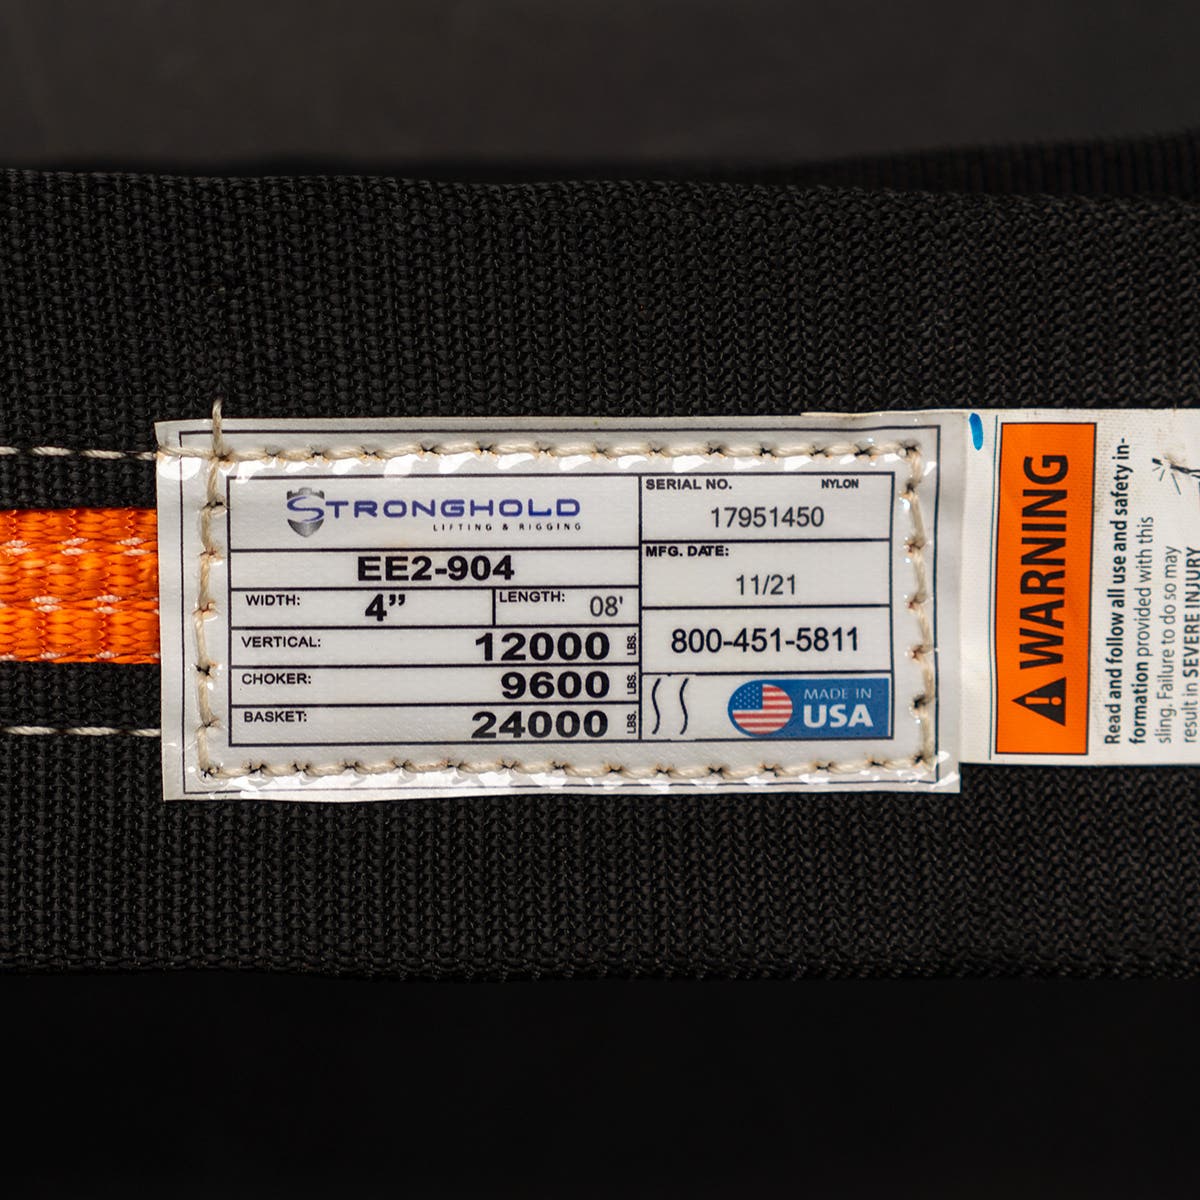 STRONGHOLD
LIFTING & RIGGING
EE2-904
WIDTH: 4”
LENGTH: 08'
VERTICAL: 12000 LBS.
CHOKER: 9600 LBS.
BASKET: 24000 LBS.
SERIAL NO. NYLON
17951450
MFG. DATE:
11/21
800-451-5811
MADE IN
USA
WARNING
Read and follow all use and safety in-
formation provided with this
sling. Failure to do so may
result in SEVERE INJURY